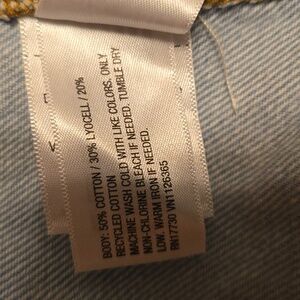 BODY: 50% COTTON / 30% LYOCELL / 20%
RECYCLED COTTON
MACHINE WASH COLD WITH LIKE COLORS. ONLY
NON-CHLORINE BLEACH IF NEEDED. TUMBLE DRY
LOW. WARM IRON IF NEEDED.
RN17730 VN1126365